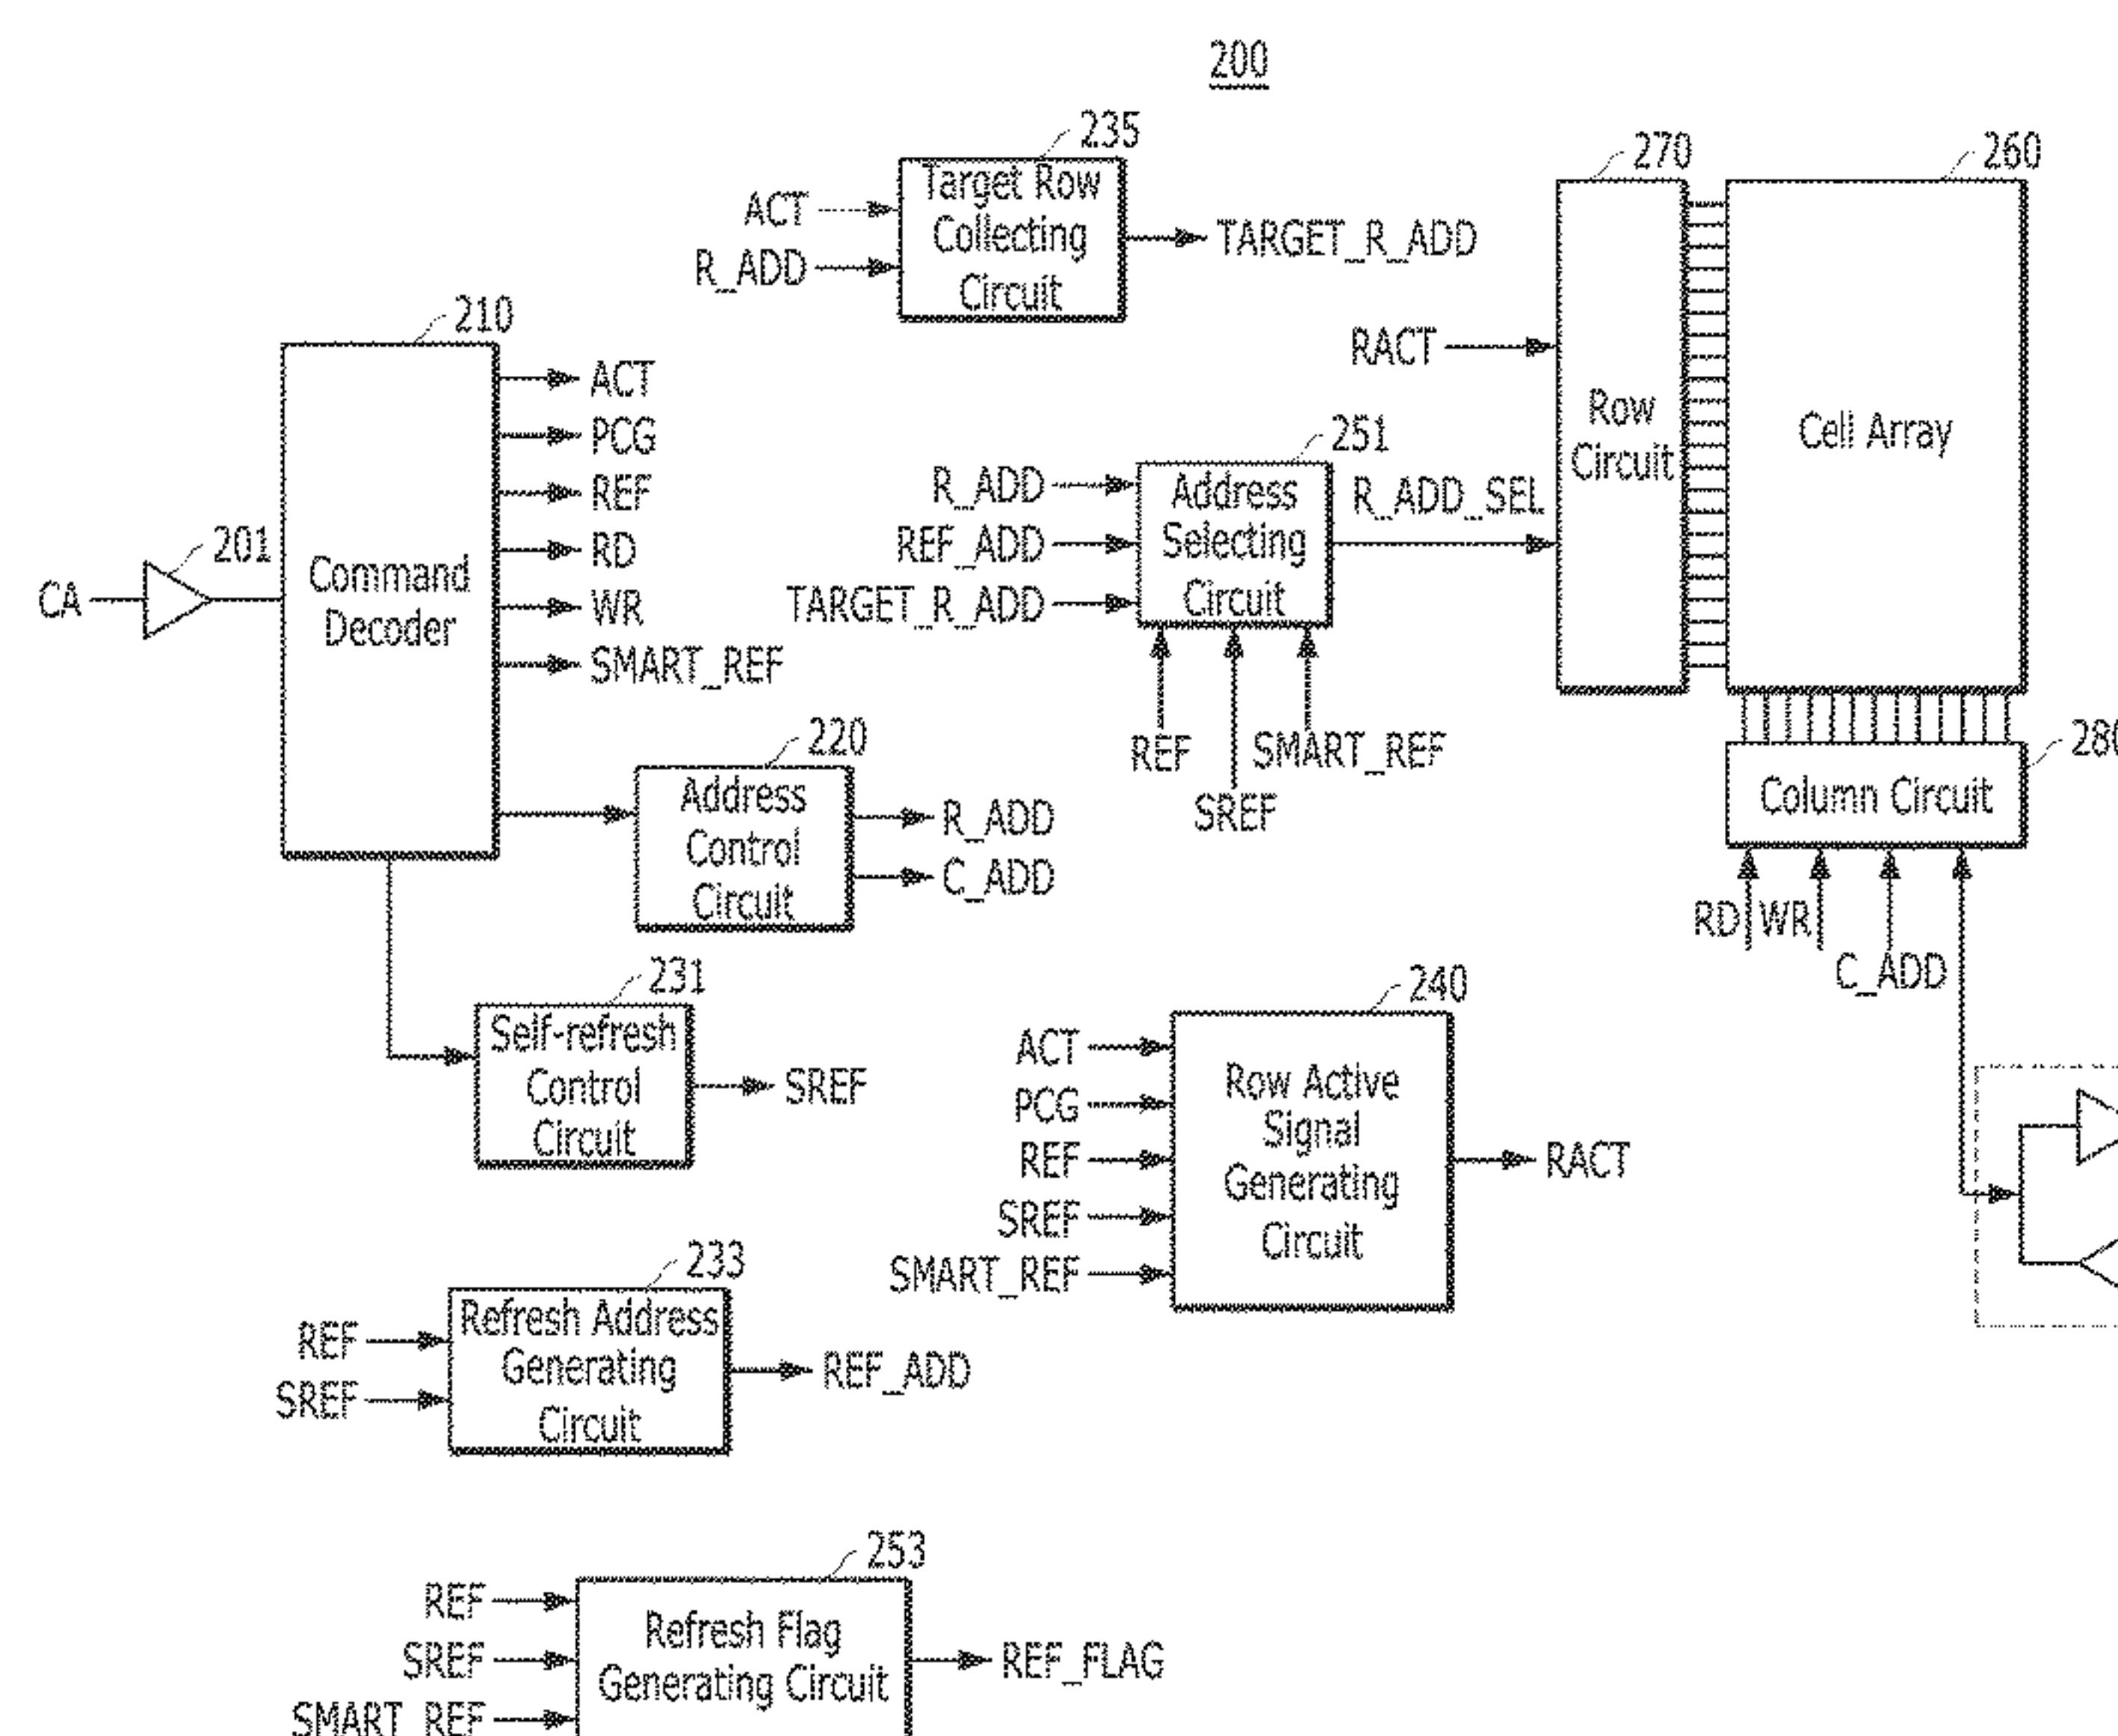 200
235
Target Row
Collecting
Circuit
ACT
R_ADD
TARGET_R_ADD
270
260
RACT
Row
Circuit
Cell Array
210
Command
Decoder
ACT
PCG
REF
RD
WR
SMART_REF
CA
201
251
Address
Selecting
Circuit
R_ADD
REF_ADD
TARGET_R_ADD
R_ADD_SEL
REF
SREF
SMART_REF
220
Address
Control
Circuit
R_ADD
C_ADD
280
Column Circuit
RD
WR
C_ADD
231
Self-refresh
Control
Circuit
SREF
240
ACT
PCG
REF
SREF
SMART_REF
Row Active
Signal
Generating
Circuit
RACT
233
REF
SREF
Refresh Address
Generating
Circuit
REF_ADD
253
REF
SREF
SMART_REF
Refresh Flag
Generating Circuit
REF_FLAG